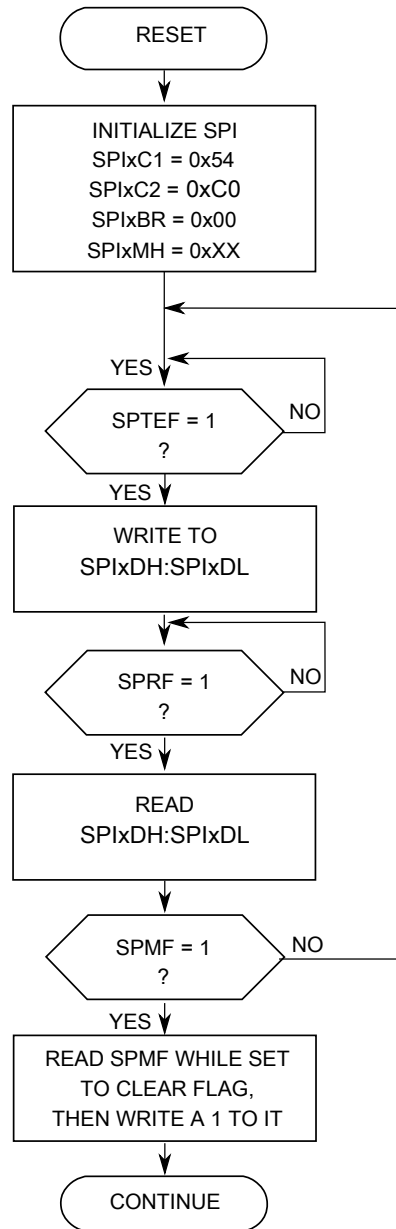 RESET
INITIALIZE SPI
SPIxC1 = 0x54
SPIxC2 = 0xC0
SPIxBR = 0x00
SPIxMH = 0xXX
YES
SPTEF = 1
?
NO
YES
WRITE TO
SPIxDH:SPIxDL
SPRF = 1
?
NO
YES
READ
SPIxDH:SPIxDL
SPMF = 1
?
NO
YES
READ SPMF WHILE SET
TO CLEAR FLAG,
THEN WRITE A 1 TO IT
CONTINUE